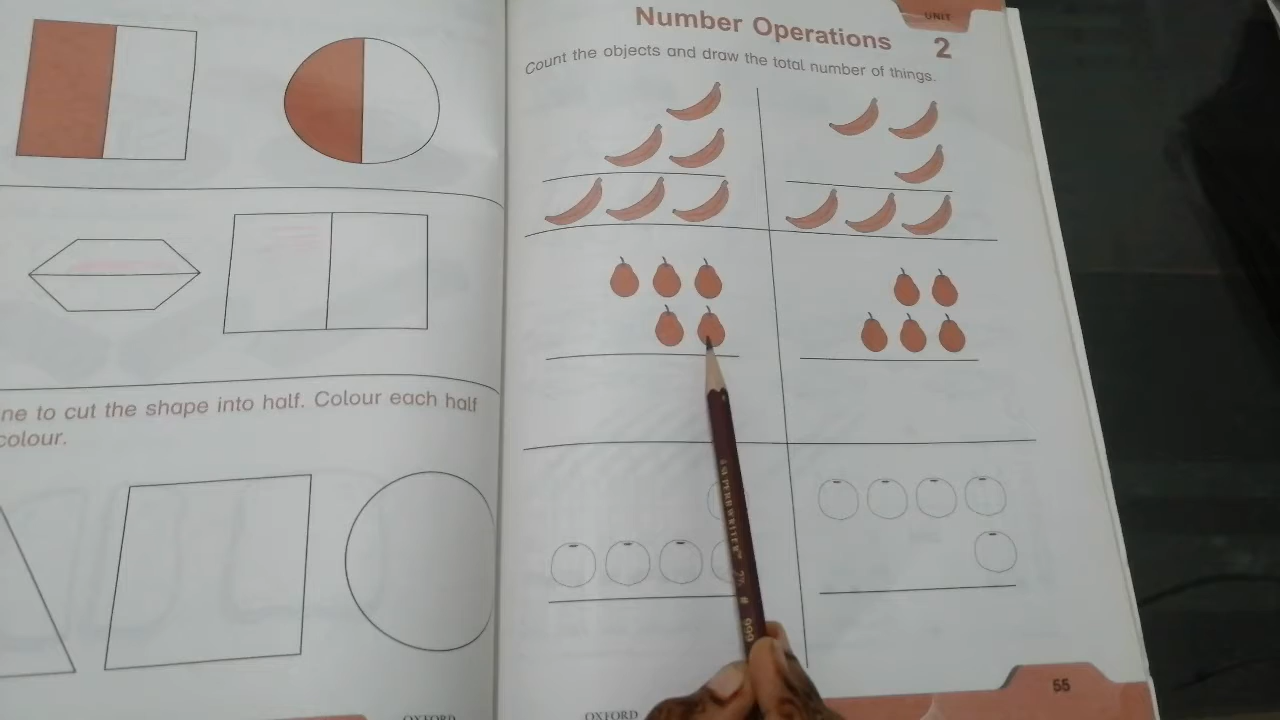 ne to cut the shape into half. Colour each half
colour.
OXFORD
UNIT
2
Number Operations
Count the objects and draw the total number of things.
OXFORD
55